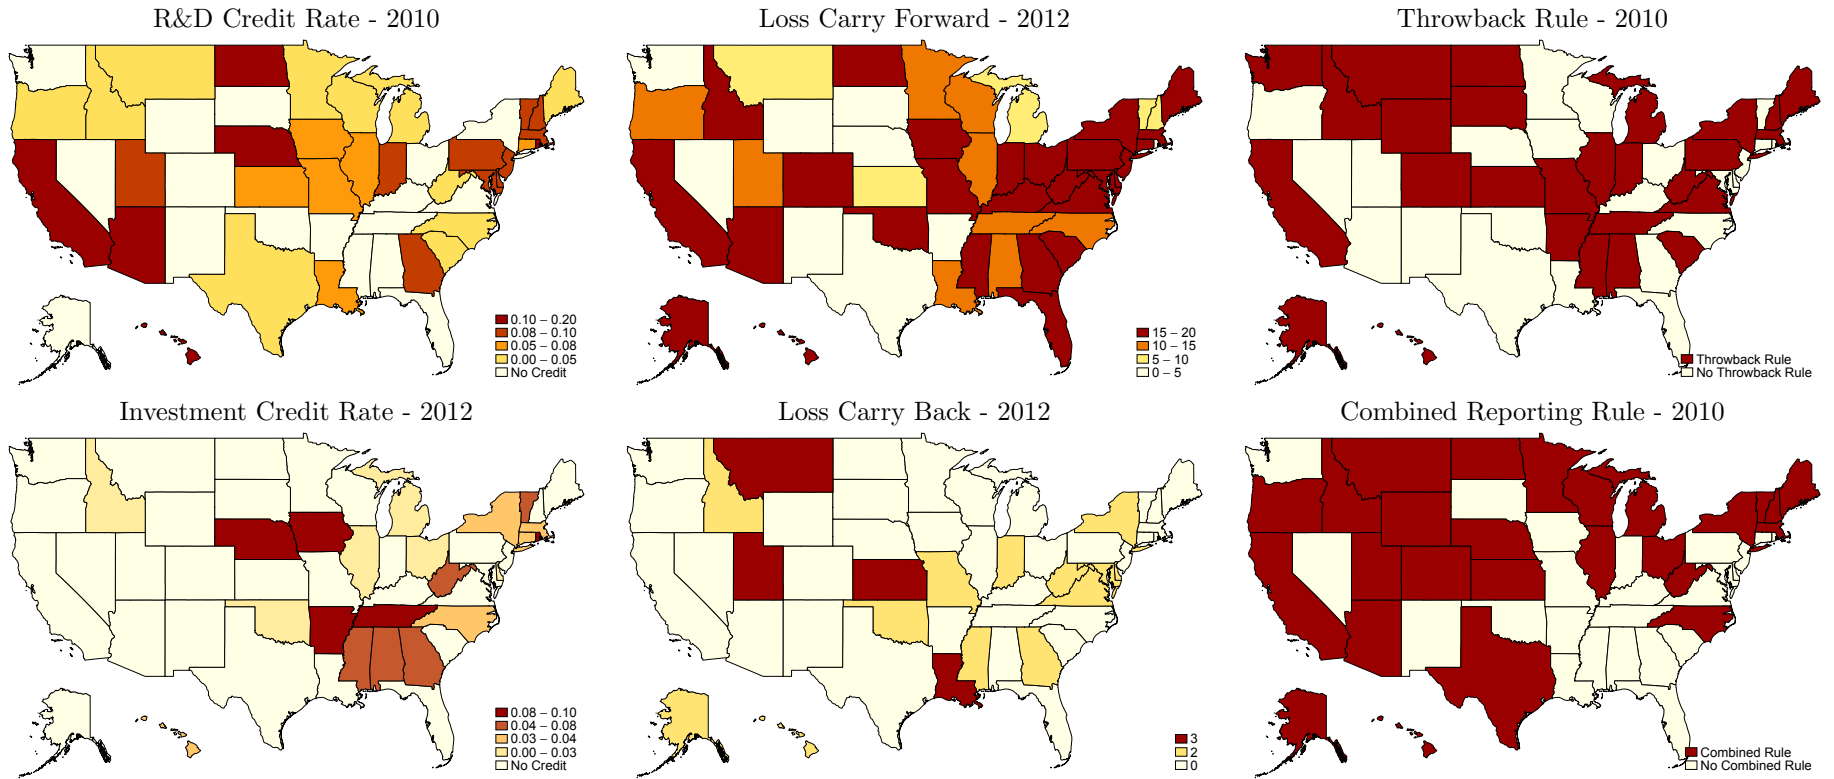 R&D Credit Rate - 2010
0.10 – 0.20
0.08 – 0.10
0.05 – 0.08
0.00 – 0.05
No Credit
Loss Carry Forward - 2012
15 – 20
10 – 15
5 – 10
0 – 5
Throwback Rule - 2010
Throwback Rule
No Throwback Rule
Investment Credit Rate - 2012
0.08 – 0.10
0.04 – 0.08
0.03 – 0.04
0.00 – 0.03
No Credit
Loss Carry Back - 2012
3
2
0
Combined Reporting Rule - 2010
Combined Rule
No Combined Rule